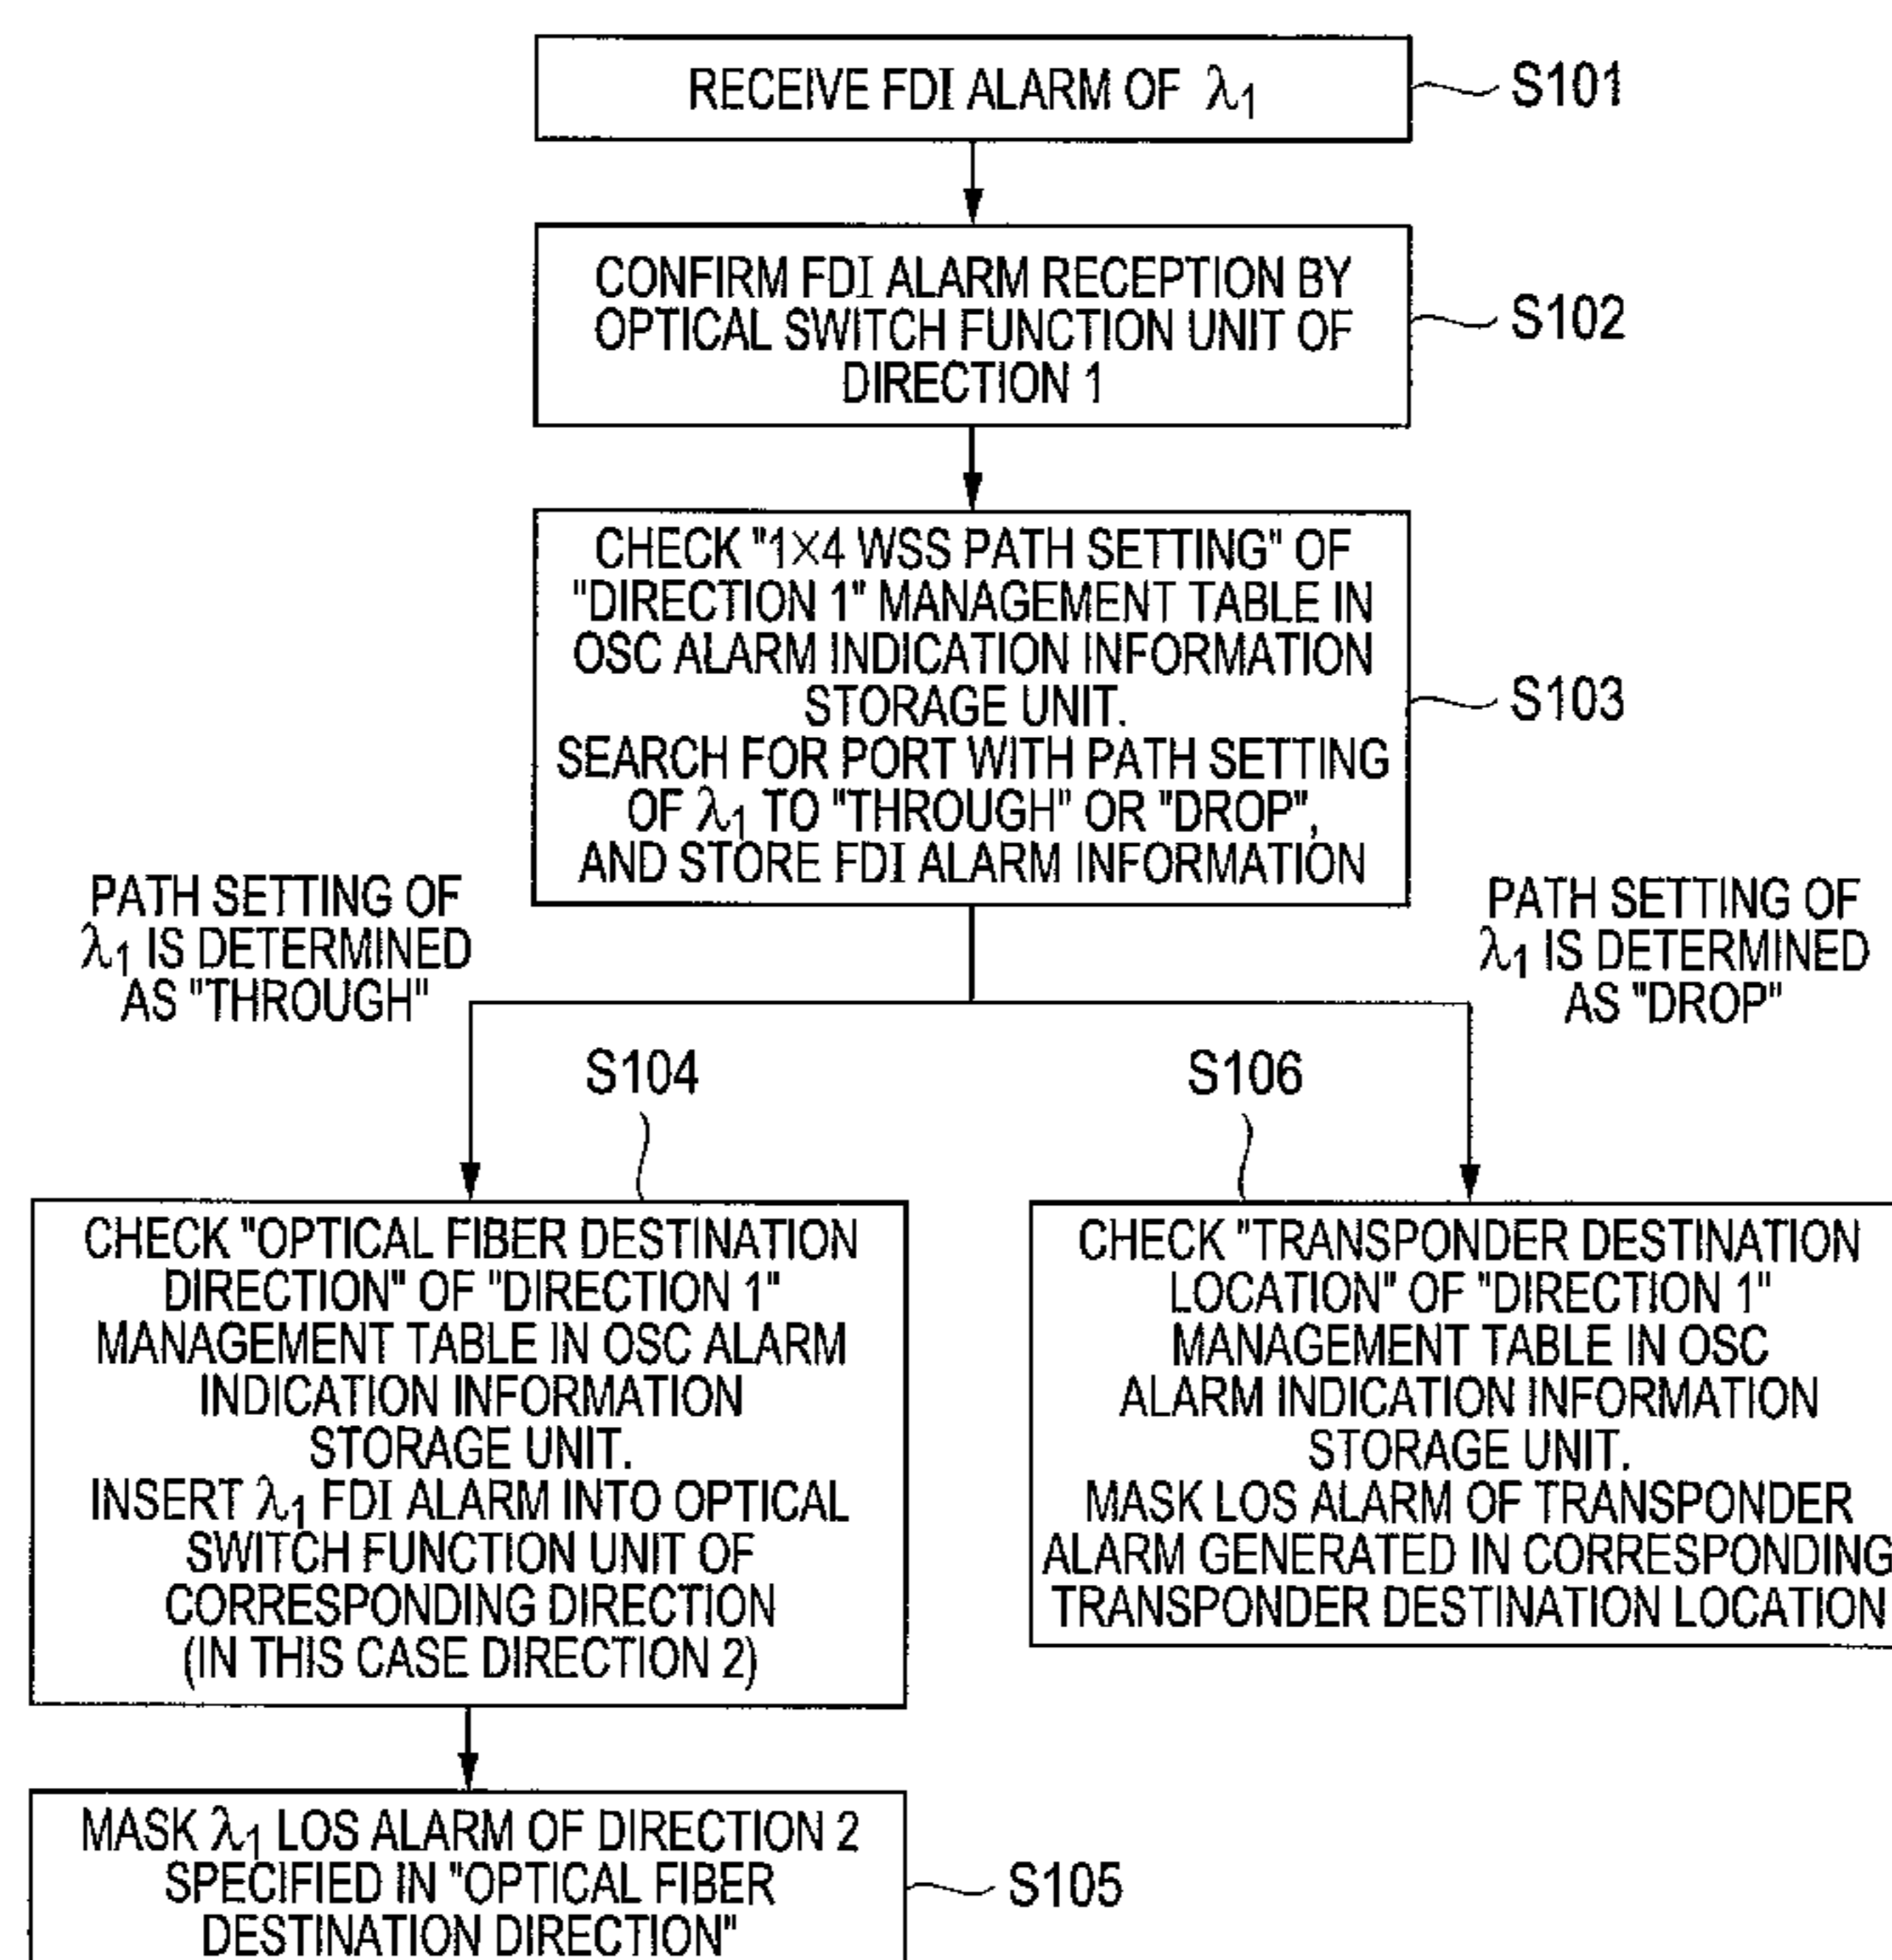 RECEIVE FDI ALARM OF λ1
S101
CONFIRM FDI ALARM RECEPTION BY
OPTICAL SWITCH FUNCTION UNIT OF
DIRECTION 1
S102
CHECK "1×4 WSS PATH SETTING" OF
"DIRECTION 1" MANAGEMENT TABLE IN
OSC ALARM INDICATION INFORMATION
STORAGE UNIT.
SEARCH FOR PORT WITH PATH SETTING
OF λ1 TO "THROUGH" OR "DROP",
AND STORE FDI ALARM INFORMATION
S103
PATH SETTING OF
λ1 IS DETERMINED
AS "THROUGH"
PATH SETTING OF
λ1 IS DETERMINED
AS "DROP"
S104
CHECK "OPTICAL FIBER DESTINATION
DIRECTION" OF "DIRECTION 1"
MANAGEMENT TABLE IN OSC ALARM
INDICATION INFORMATION
STORAGE UNIT.
INSERT λ1 FDI ALARM INTO OPTICAL
SWITCH FUNCTION UNIT OF
CORRESPONDING DIRECTION
(IN THIS CASE DIRECTION 2)
S106
CHECK "TRANSPONDER DESTINATION
LOCATION" OF "DIRECTION 1"
MANAGEMENT TABLE IN OSC
ALARM INDICATION INFORMATION
STORAGE UNIT.
MASK LOS ALARM OF TRANSPONDER
ALARM GENERATED IN CORRESPONDING
TRANSPONDER DESTINATION LOCATION
MASK λ1 LOS ALARM OF DIRECTION 2
SPECIFIED IN "OPTICAL FIBER
DESTINATION DIRECTION"
S105